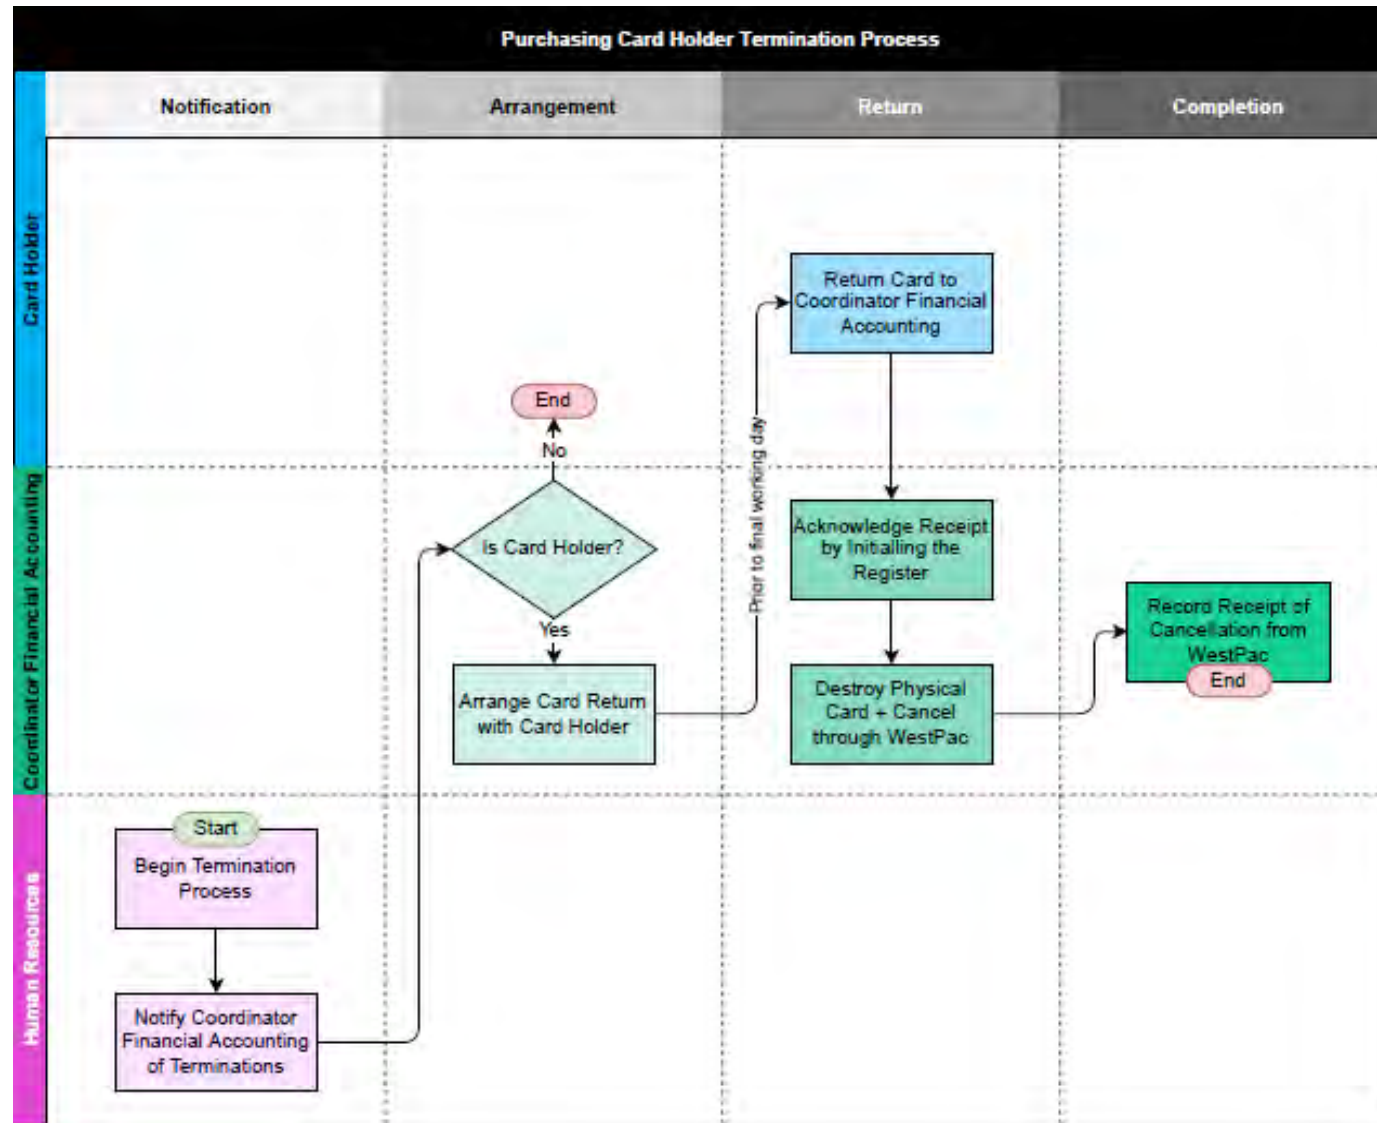 Purchasing Card Holder Termination Process
Notification
Arrangement
Return
Completion
Card Holder
Return Card to
Coordinator Financial
Accounting
End
No
Prior to final working day
Coordinator Financial Accounting
Is Card Holder?
Yes
Arrange Card Return
with Card Holder
Acknowledge Receipt
by Initialling the
Register
Destroy Physical
Card + Cancel
through WestPac
Record Receipt of
Cancellation from
WestPac
End
Human Resources
Start
Begin Termination
Process
Notify Coordinator
Financial Accounting
of Terminations